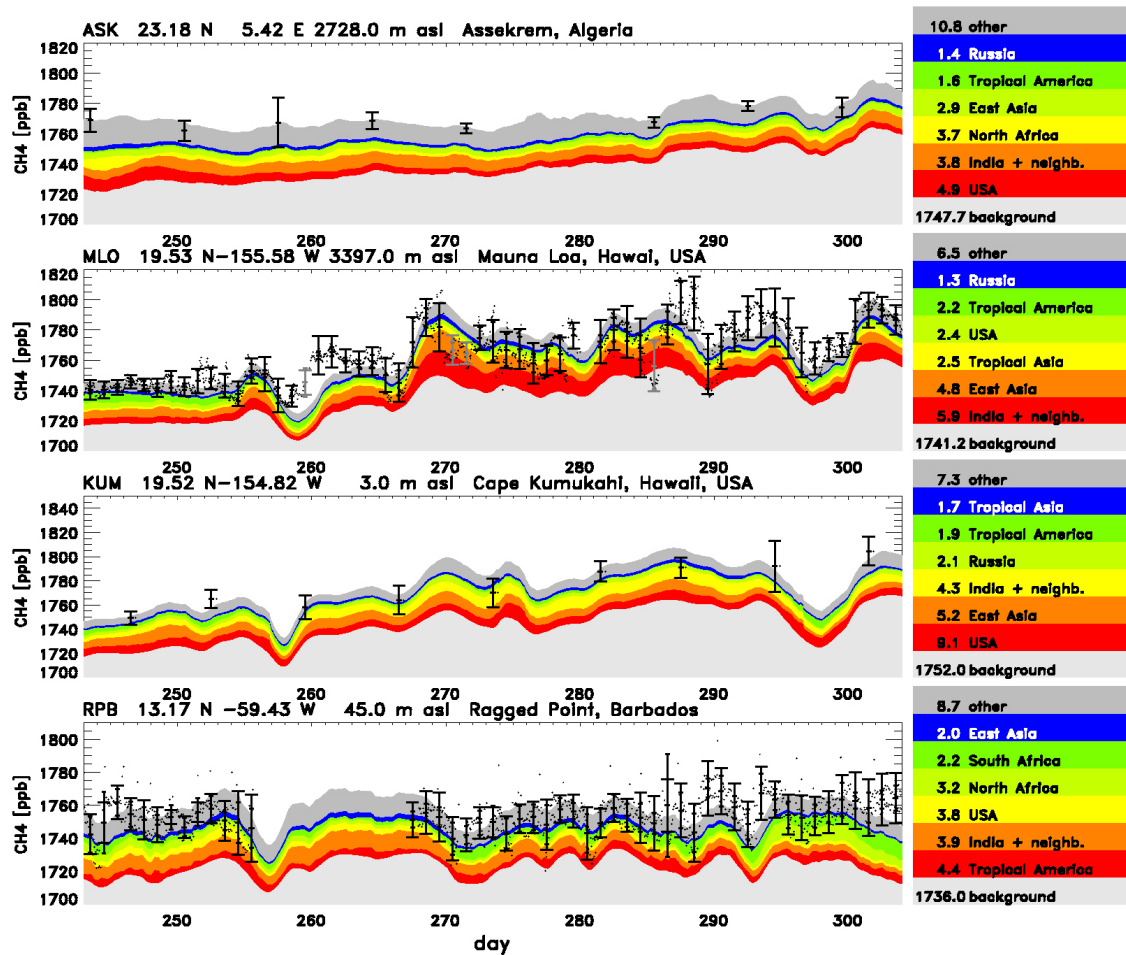 ASK 23.18 N 5.42 E 2728.0 m asl Assekrem, Algeria
CH4 [ppb]
1820
1800
1780
1760
1740
1720
1700
250 260 270 280 290 300
10.8 other
1.4 Russia
1.6 Tropical America
2.9 East Asia
3.7 North Africa
3.8 India + neighb.
4.9 USA
1747.7 background
MLO 19.53 N-155.58 W 3397.0 m asl Mauna Loa, Hawai, USA
CH4 [ppb]
1820
1800
1780
1760
1740
1720
1700
250 260 270 280 290 300
6.5 other
1.3 Russia
2.2 Tropical America
2.4 USA
2.5 Tropical Asia
4.8 East Asia
5.9 India + neighb.
1741.2 background
KUM 19.52 N-154.82 W 3.0 m asl Cape Kumukahi, Hawaii, USA
CH4 [ppb]
1840
1820
1800
1780
1760
1740
1720
1700
250 260 270 280 290 300
7.3 other
1.7 Tropical Asia
1.9 Tropical America
2.1 Russia
4.3 India + neighb.
5.2 East Asia
9.1 USA
1752.0 background
RPB 13.17 N -59.43 W 45.0 m asl Ragged Point, Barbados
CH4 [ppb]
1800
1780
1760
1740
1720
1700
250 260 270 280 290 300
day
8.7 other
2.0 East Asia
2.2 South Africa
3.2 North Africa
3.8 USA
3.9 India + neighb.
4.4 Tropical America
1736.0 background